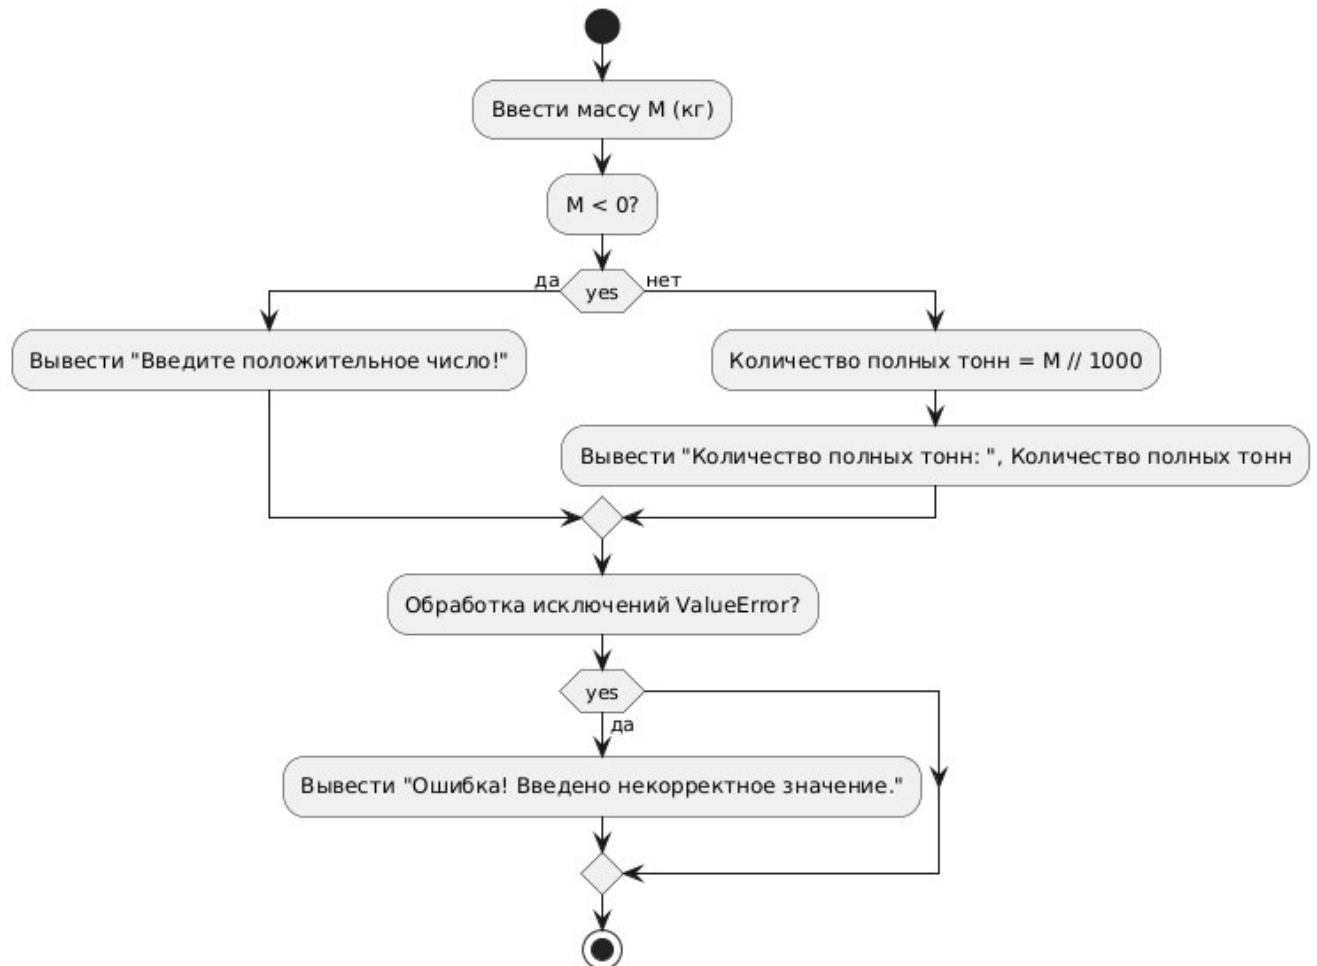 Ввести массу М (кг)
М < 0?
да
yes
нет
Вывести "Введите положительное число!"
Количество полных тонн = М // 1000
Вывести "Количество полных тонн: ", Количество полных тонн
Обработка исключений ValueError?
yes
да
Вывести "Ошибка! Введено некорректное значение."